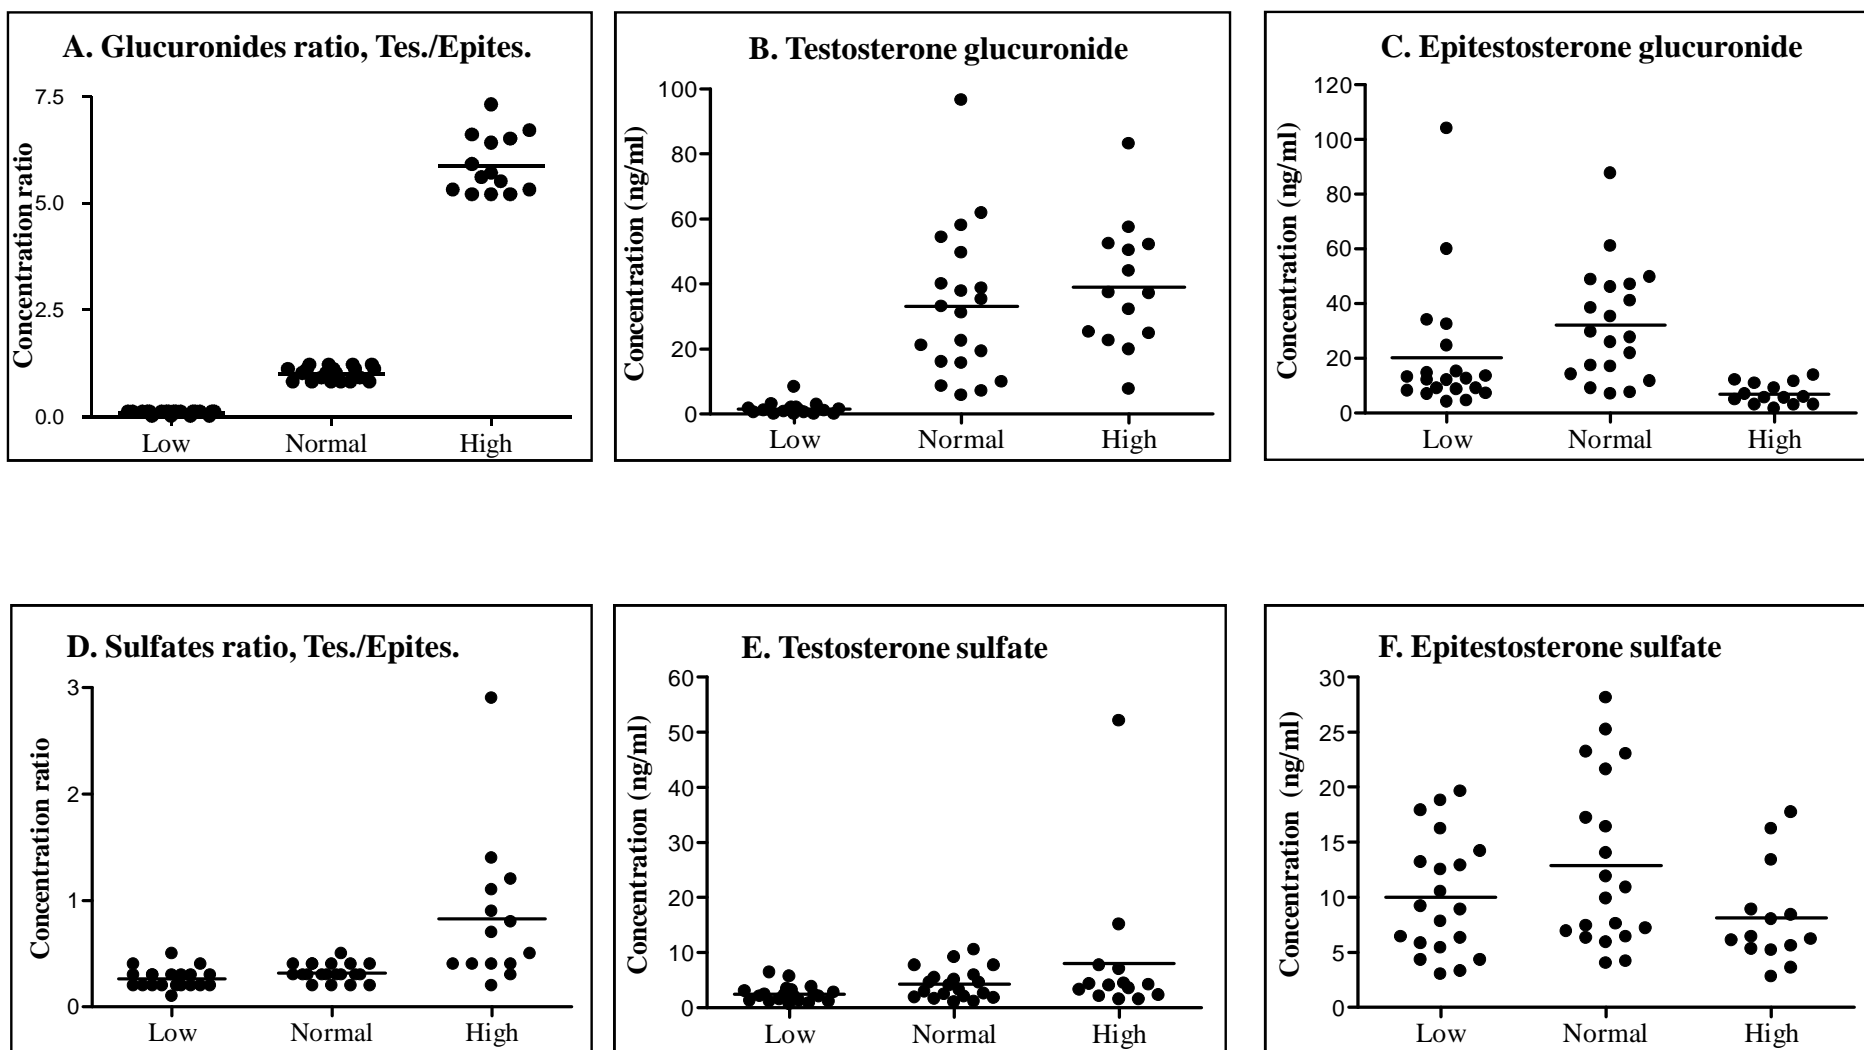 A. Glucuronides ratio, Tes./Epites.
Concentration ratio
7.5
5.0
2.5
0.0
Low Normal High
B. Testosterone glucuronide
Concentration (ng/ml)
100
80
60
40
20
0
Low Normal High
C. Epitestosterone glucuronide
Concentration (ng/ml)
120
100
80
60
40
20
0
Low Normal High
D. Sulfates ratio, Tes./Epites.
Concentration ratio
3
2
1
0
Low Normal High
E. Testosterone sulfate
Concentration (ng/ml)
60
50
40
30
20
10
0
Low Normal High
F. Epitestosterone sulfate
Concentration (ng/ml)
30
25
20
15
10
5
0
Low Normal High